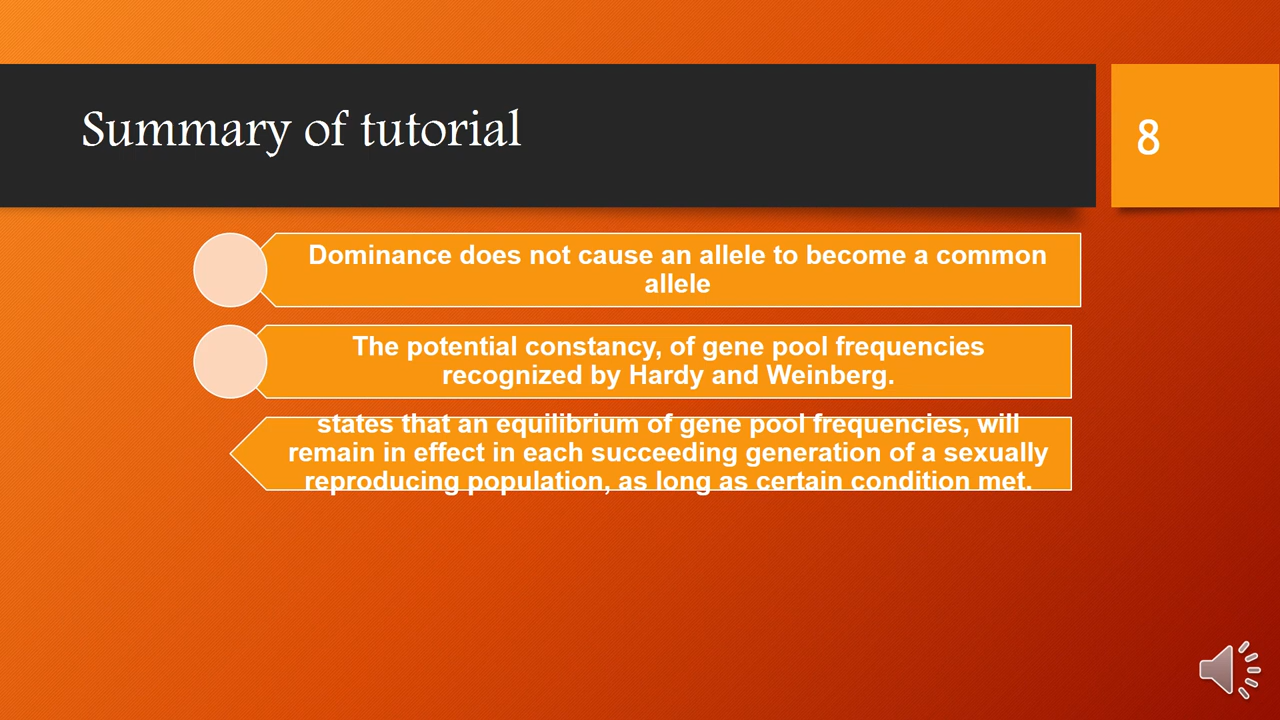 Summary of tutorial
8
Dominance does not cause an allele to become a common
allele
The potential constancy, of gene pool frequencies
recognized by Hardy and Weinberg.
states that an equilibrium of gene pool frequencies, will
remain in effect in each succeeding generation of a sexually
reproducing population, as long as certain condition met.